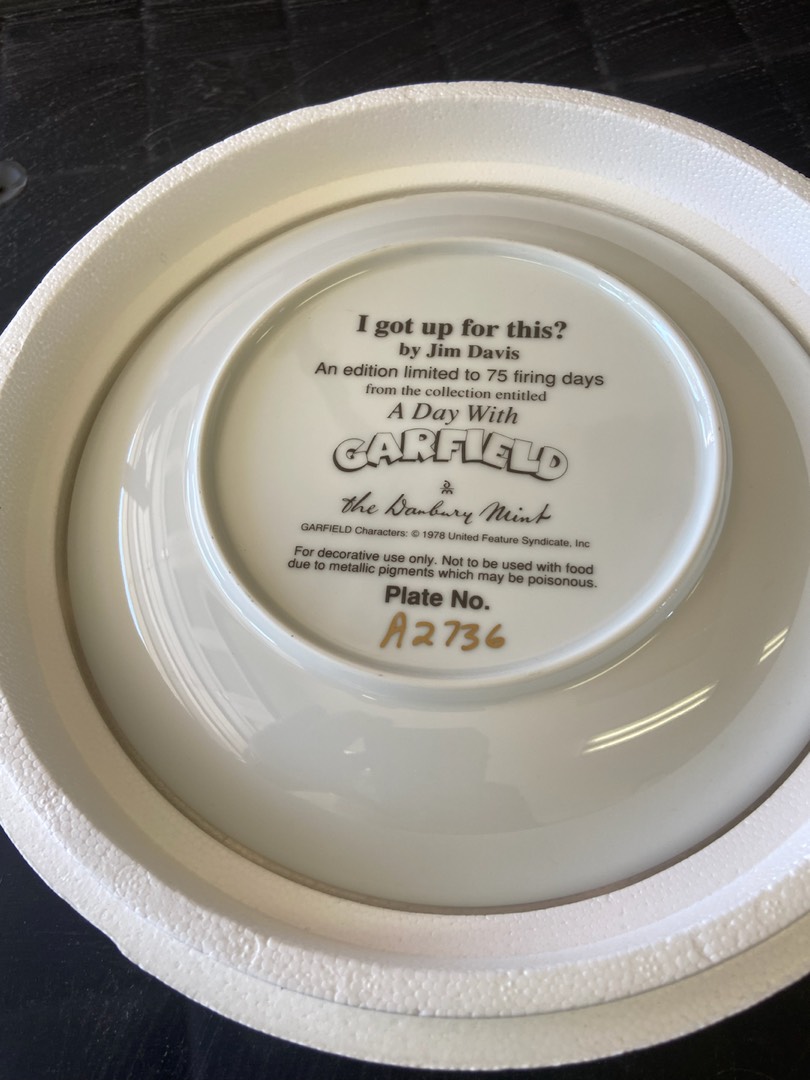 I got up for this?
by Jim Davis
An edition limited to 75 firing days
from the collection entitled
A Day With
GARFIELD
the Danbury Mint
GARFIELD Characters: © 1978 United Feature Syndicate, Inc
For decorative use only. Not to be used with food
due to metallic pigments which may be poisonous.
Plate No.
A2736